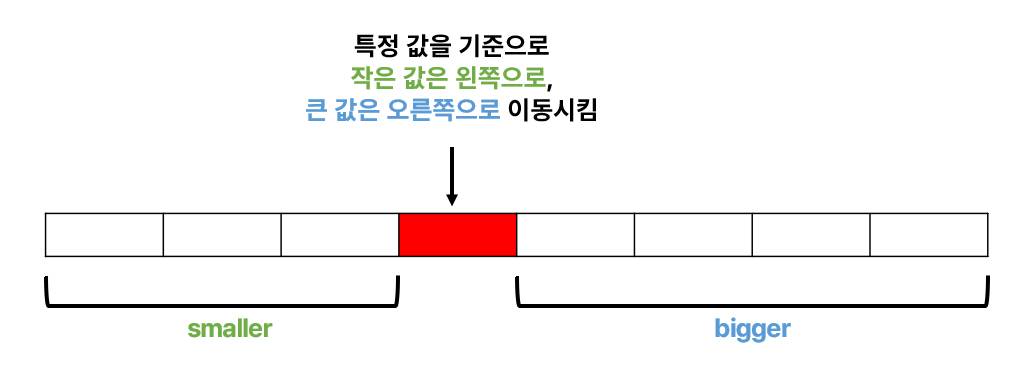 특정 값을 기준으로
작은 값은 왼쪽으로,
큰 값은 오른쪽으로 이동시킴
smaller
bigger